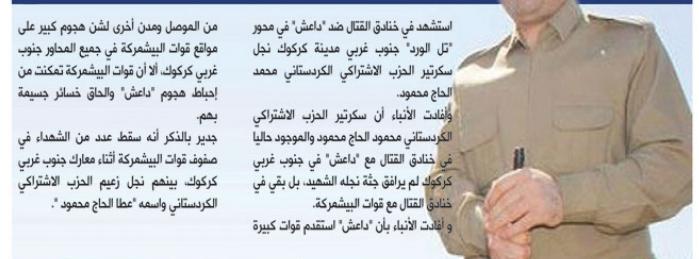 استشهد في خنادق القتال ضد "داعش" في محور
"تل الورد" جنوب غربي مدينة كركوك نجل
سكرتير الحزب الاشتراكي الكردستاني محمد
الحاج محمود.
وأفادت الأنباء أن سكرتير الحزب الاشتراكي
الكردستاني محمود الحاج محمود والموجود حاليا
في خنادق القتال مع "داعش" في جنوب غربي
كركوك لم يرافق جثة نجله الشهيد، بل بقي في
خنادق القتال مع قوات البيشمركة.
و أفادت الأنباء بأن "داعش" استقدم قوات كبيرة
من الموصل ومدن أخرى لشن هجوم كبير على
مواقع قوات البيشمركة في جميع المحاور جنوب
غربي كركوك، ألا أن قوات البيشمركة تمكنت من
إحباط هجوم "داعش" والحاق خسائر جسيمة
بهم.
جدير بالذكر أنه سقط عدد من الشهداء في
صفوف قوات البيشمركة أثناء معارك جنوب غربي
كركوك، بينهم نجل زعيم الحزب الاشتراكي
الكردستاني واسمه "عطا الحاج محمود ".